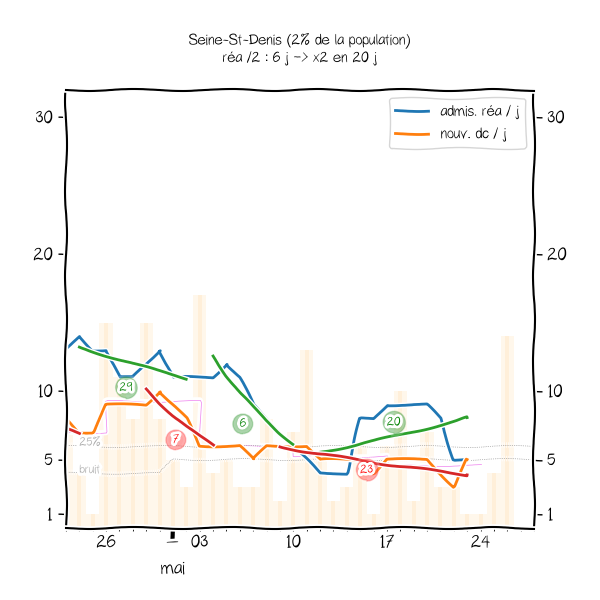 Seine-St-Denis (2% de la population)
réa /2 : 6 j -> x2 en 20 j
admis. réa / j
nouv. dc / j
30 30
20 20
10 10
5 5
1 1
29
7
6
20
23
25%
bruit
26 1 03 10 17 24
mai